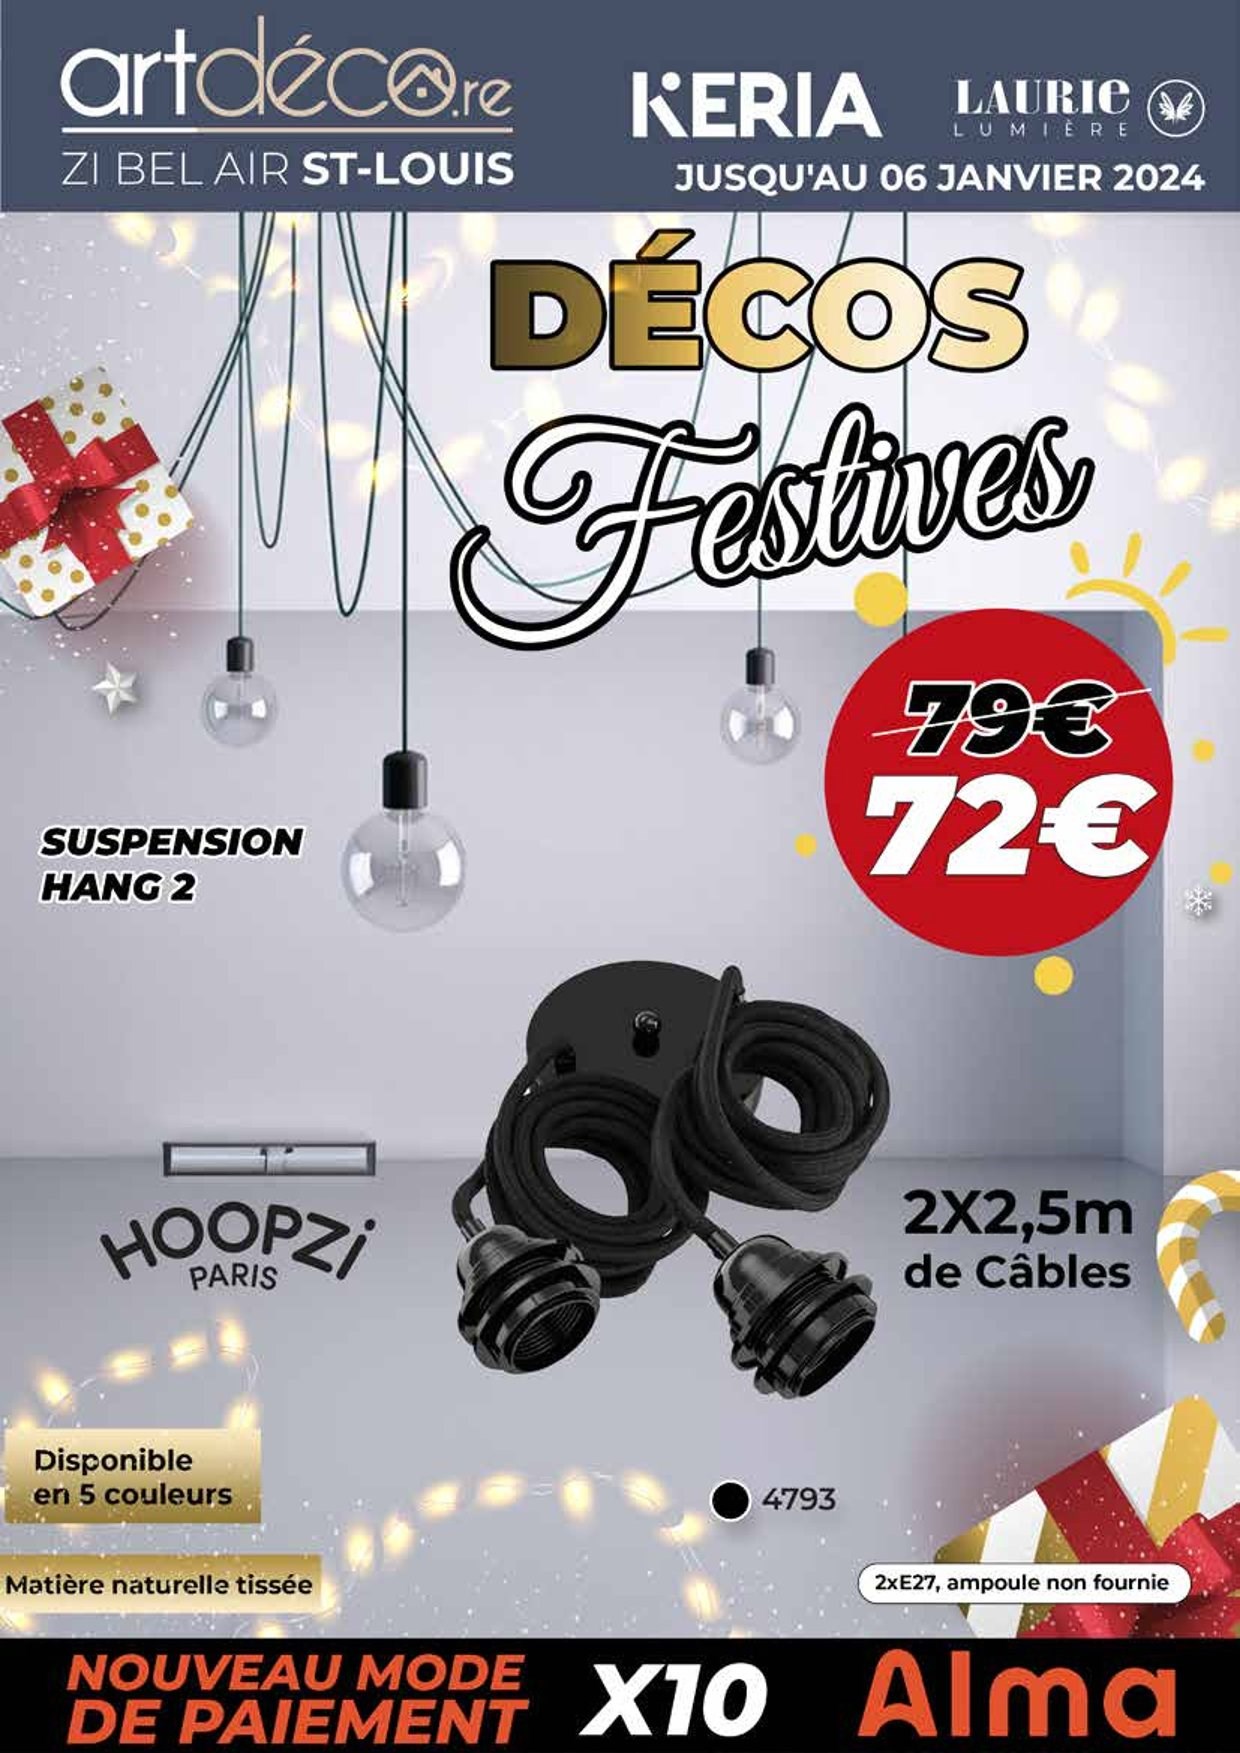 artdéco.re
ZI BEL AIR ST-LOUIS
KERIA
LAURIE
LUMIÈRE
JUSQU'AU 06 JANVIER 2024
DÉCOS
Festives
79€
72€
SUSPENSION
HANG 2
HOOPZi
PARIS
2X2,5m
de Câbles
Disponible
en 5 couleurs
4793
Matière naturelle tissée
2xE27, ampoule non fournie
NOUVEAU MODE
DE PAIEMENT
X10
Alma